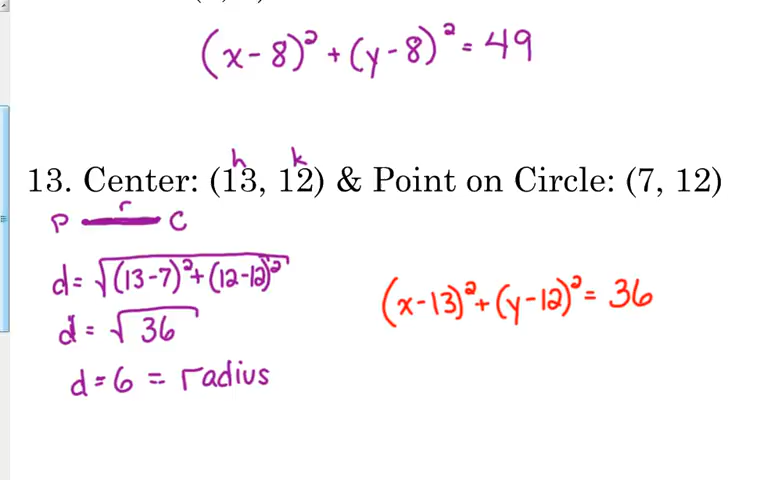 (x-8)² + (y-8)² = 49
h k
13. Center: (13, 12) & Point on Circle: (7, 12)
r
P C
d = √(13-7)² + (12-12)²
(x-13)² + (y-12)² = 36
d = √36
d = 6 = radius